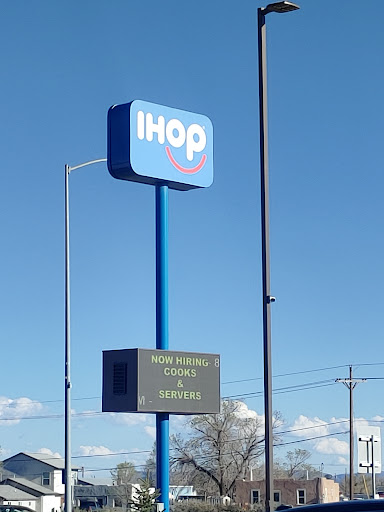 IHOP
NOW HIRING
COOKS
&
SERVERS